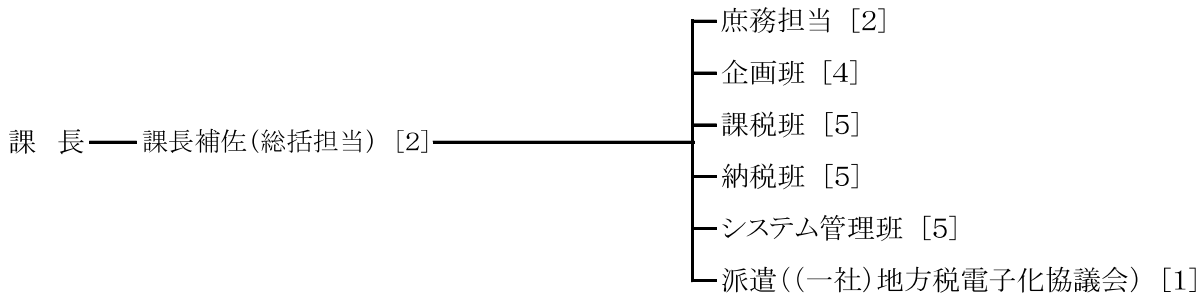 庶務担当 [2]
企画班 [4]
課税班 [5]
課 長 課長補佐(総括担当) [2]
納税班 [5]
システム管理班 [5]
派遣((一社)地方税電子化協議会) [1]